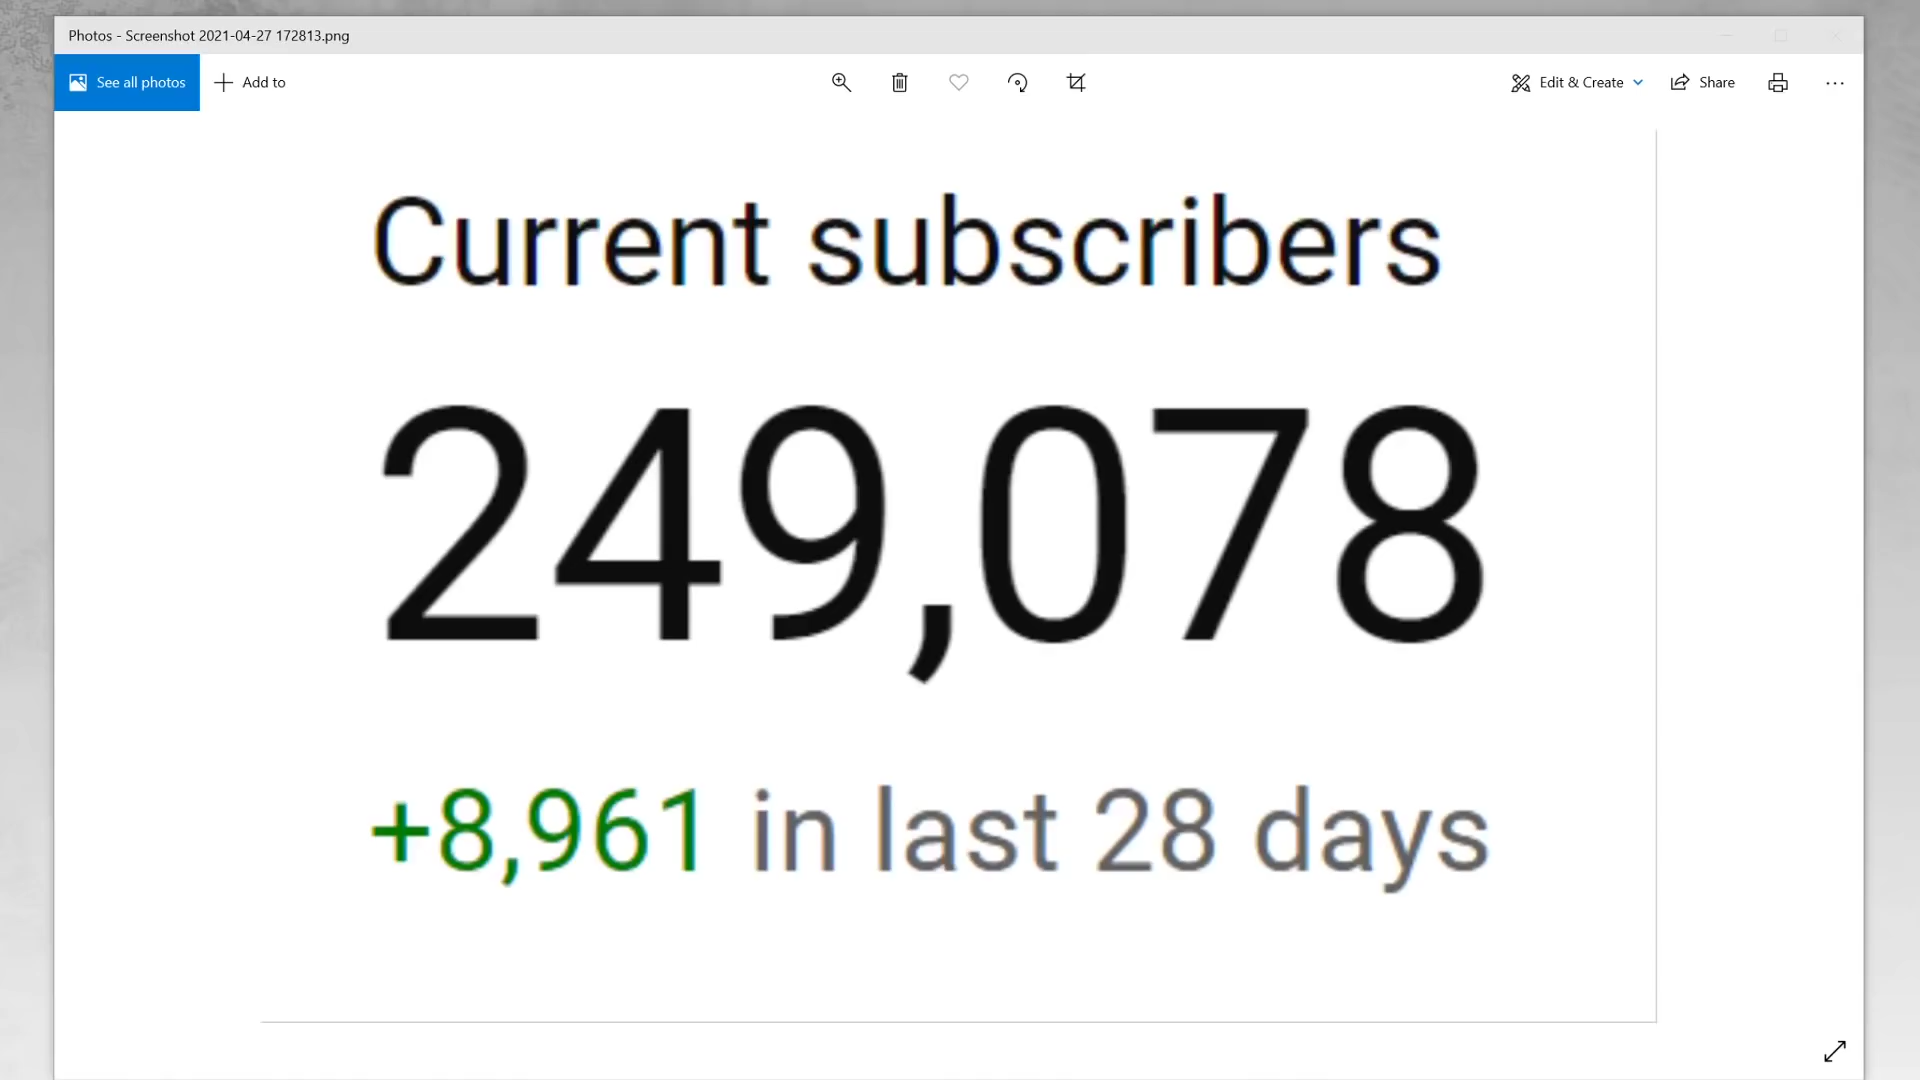 Photos - Screenshot 2021-04-27 172813.png
See all photos
Add to
Edit & Create
Share
Current subscribers
249,078
+8,961 in last 28 days